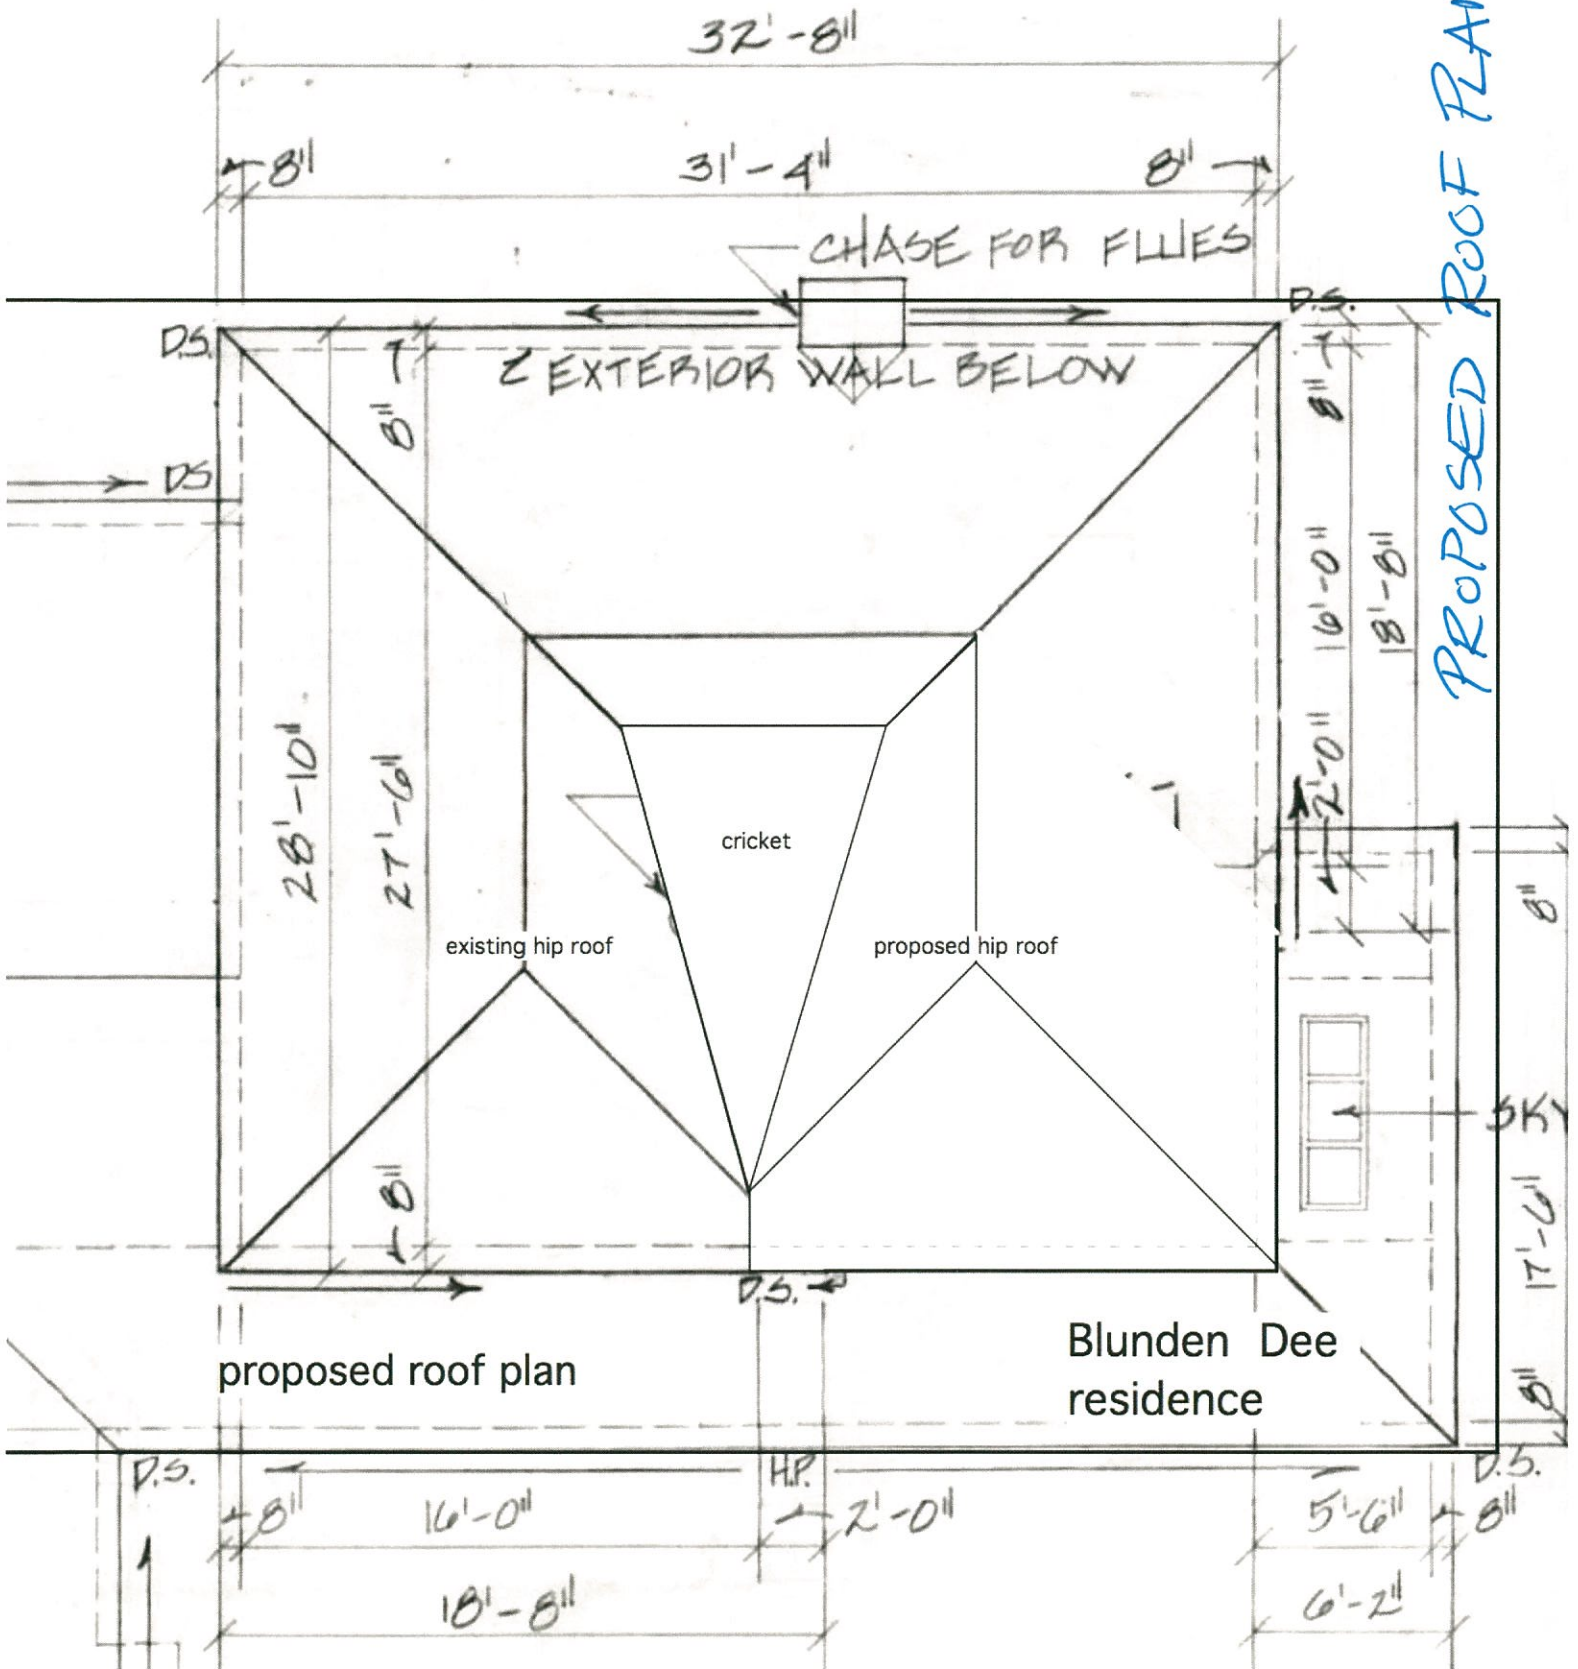 32'-8"
8"
31'-4"
8"
CHASE FOR FLUES
D.S.
D.S.
EXTERIOR WALL BELOW
8"
8"
DS
16'-0"
18'-8"
PROPOSED ROOF PLAN
28'-10"
27'-6"
2'-0"
cricket
8"
existing hip roof
proposed hip roof
8"
17'-6"
D.S.
proposed roof plan
Blunden Dee
residence
8"
D.S.
H.P.
D.S.
8"
16'-0"
2'-0"
5'-6"
8"
18'-8"
6'-2"